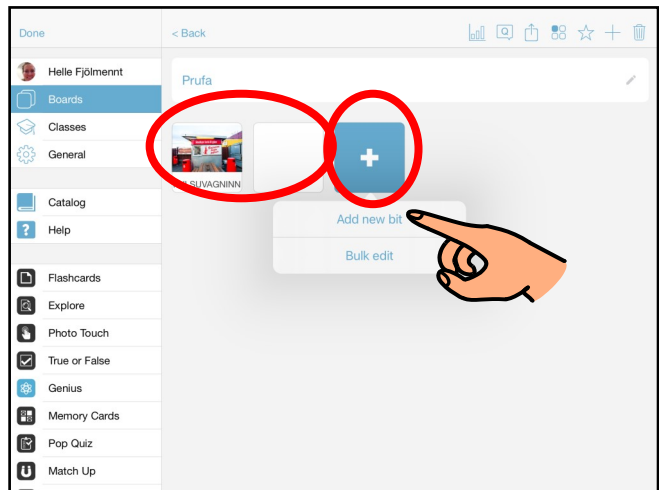 Done
< Back
Helle Fjölmennt
Prufa
Boards
Classes
General
LSUVAGNINN
Catalog
Add new bit
Help
Bulk edit
Flashcards
Explore
Photo Touch
True or False
Genius
Memory Cards
Pop Quiz
Match Up